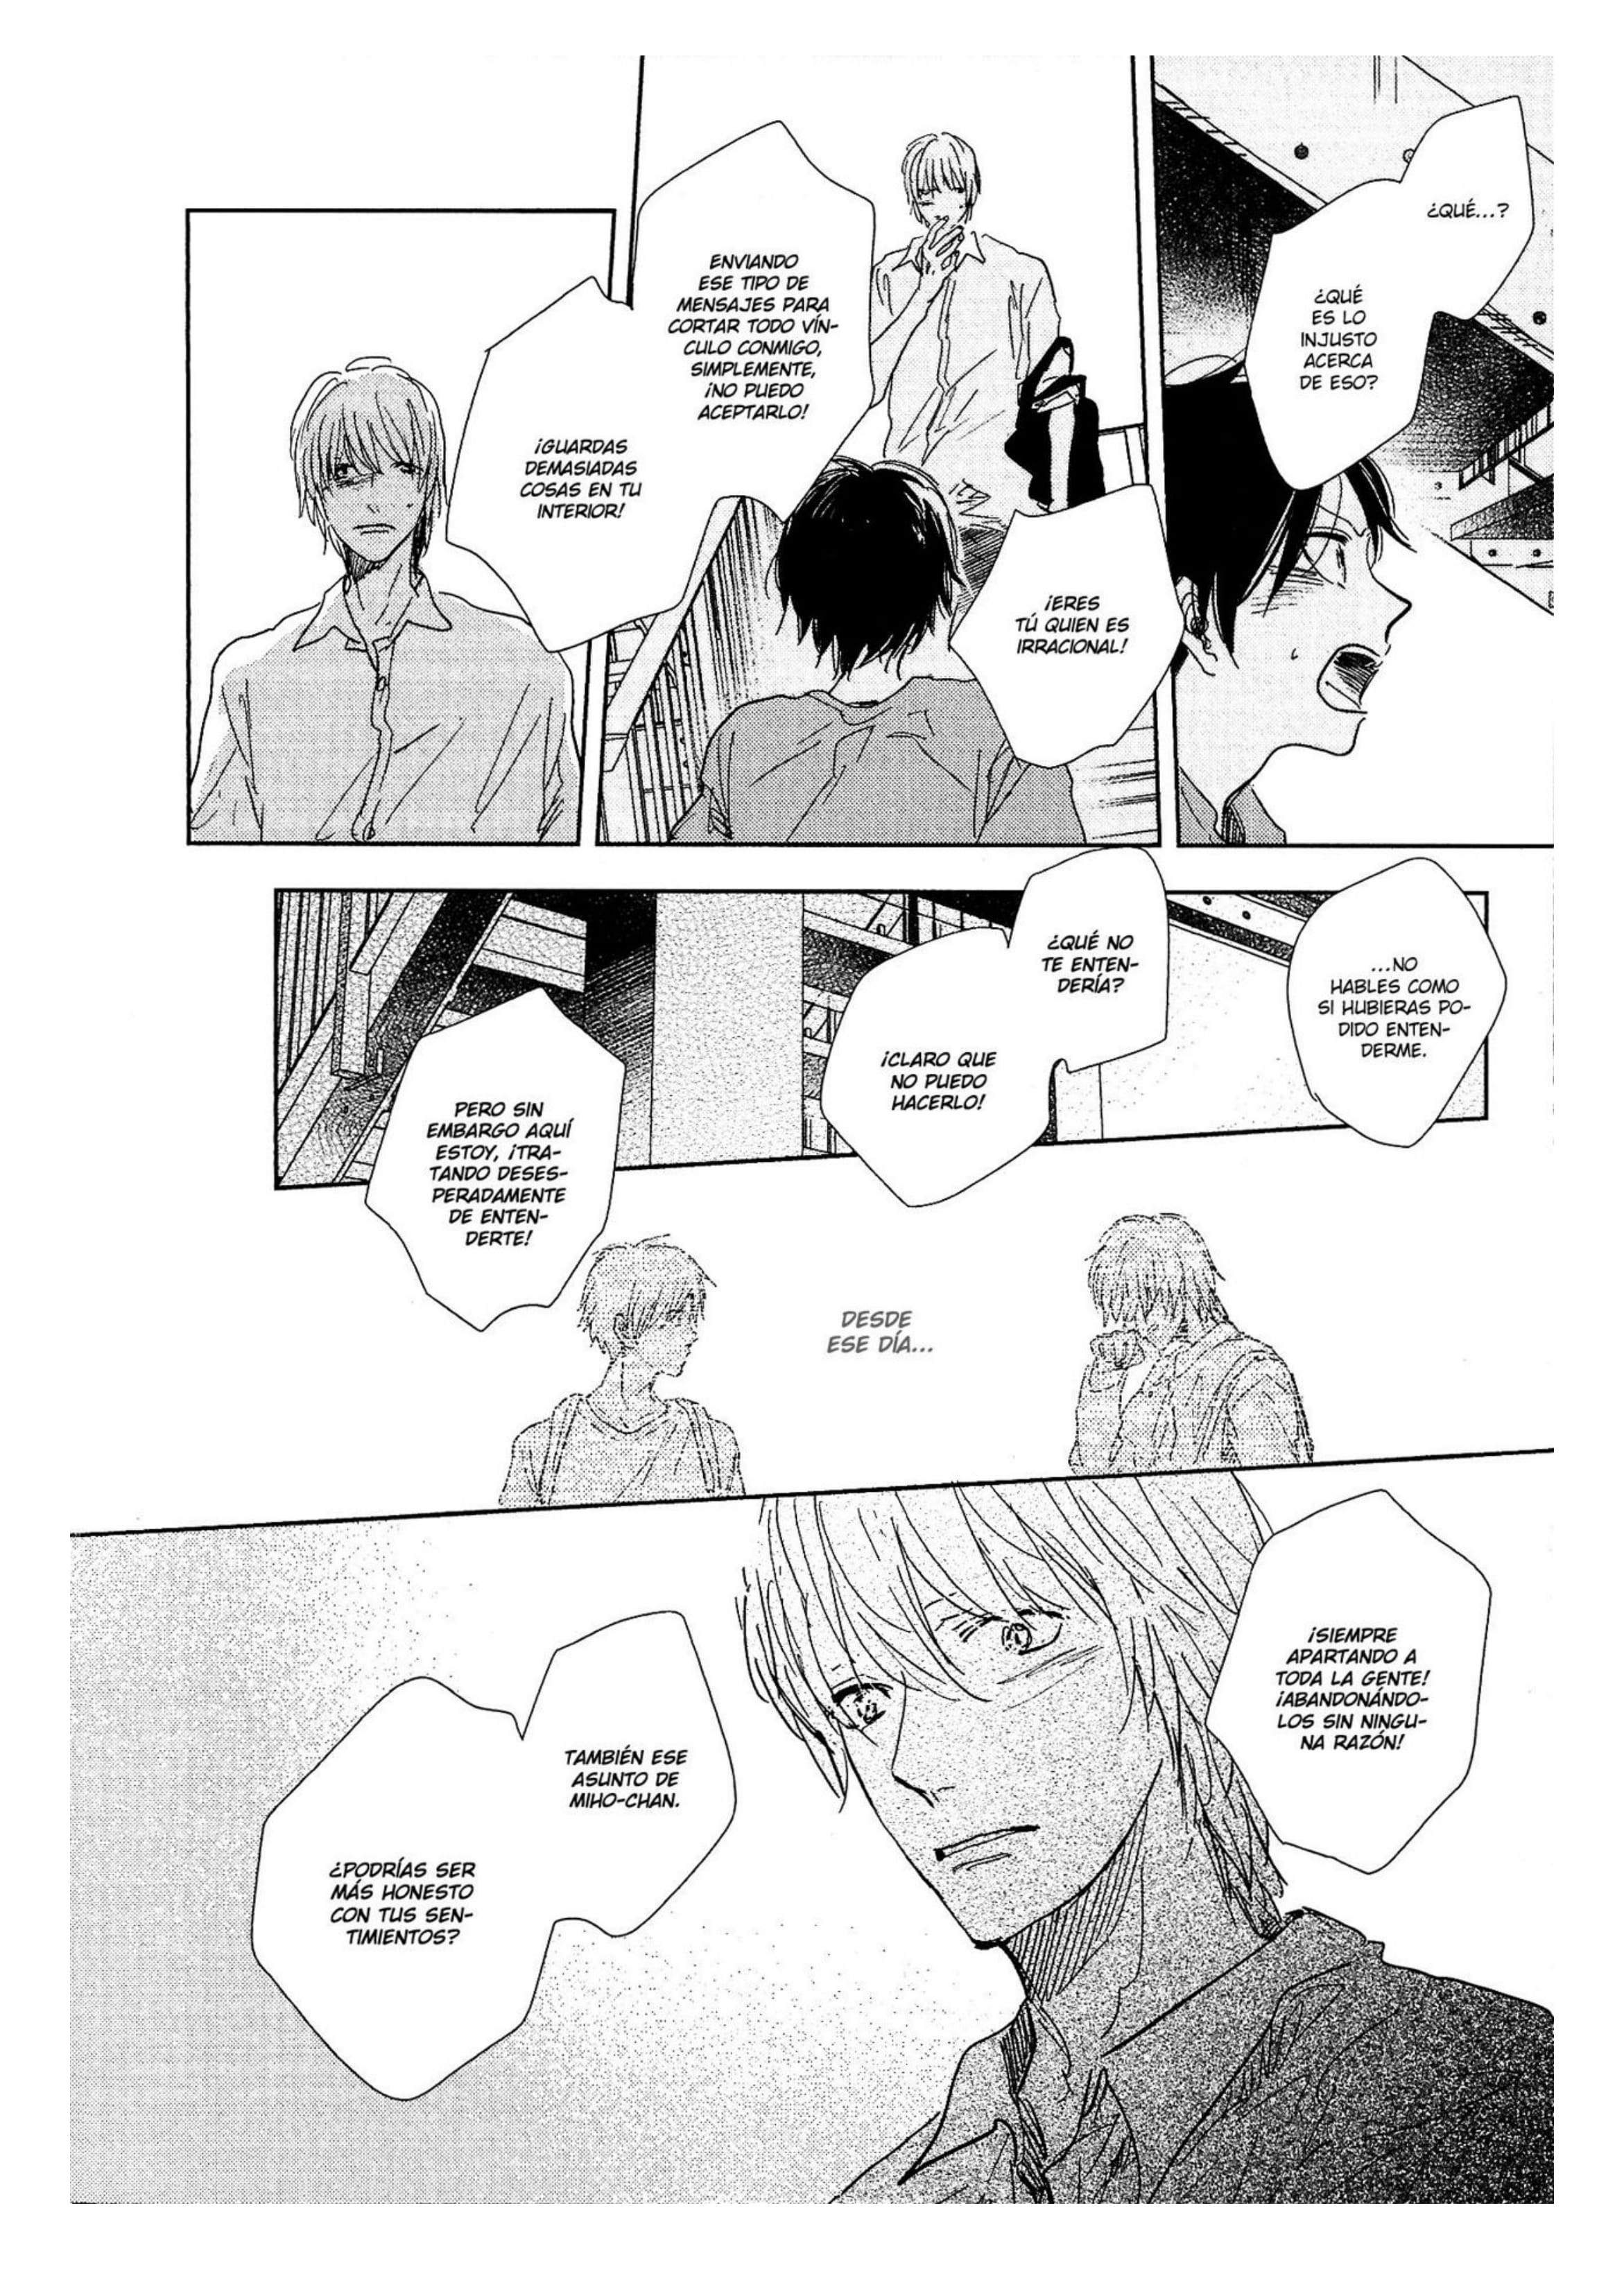 ¿QUÉ...?
¿QUÉ
ES LO
INJUSTO
ACERCA
DE ESO?
¡ERES
TÚ QUIEN ES
IRRACIONAL!
ENVIANDO
ESE TIPO DE
MENSAJES PARA
CORTAR TODO VÍN-
CULO CONMIGO,
SIMPLEMENTE,
¡NO PUEDO
ACEPTARLO!
¡GUARDAS
DEMASIADAS
COSAS EN TU
INTERIOR!
...NO
HABLES COMO
SI HUBIERAS PO-
DIDO ENTEN-
DERME.
¿QUÉ NO
TE ENTEN-
DERÍA?
¡CLARO QUE
NO PUEDO
HACERLO!
PERO SIN
EMBARGO AQUÍ
ESTOY, ¡TRA-
TANDO DESES-
PERADAMENTE
DE ENTEN-
DERTE!
DESDE
ESE DÍA...
¡SIEMPRE
APARTANDO A
TODA LA GENTE!
¡ABANDONÁNDO-
LOS SIN NINGU-
NA RAZÓN!
TAMBIÉN ESE
ASUNTO DE
MIHO-CHAN.
¿PODRÍAS SER
MÁS HONESTO
CON TUS SEN-
TIMIENTOS?